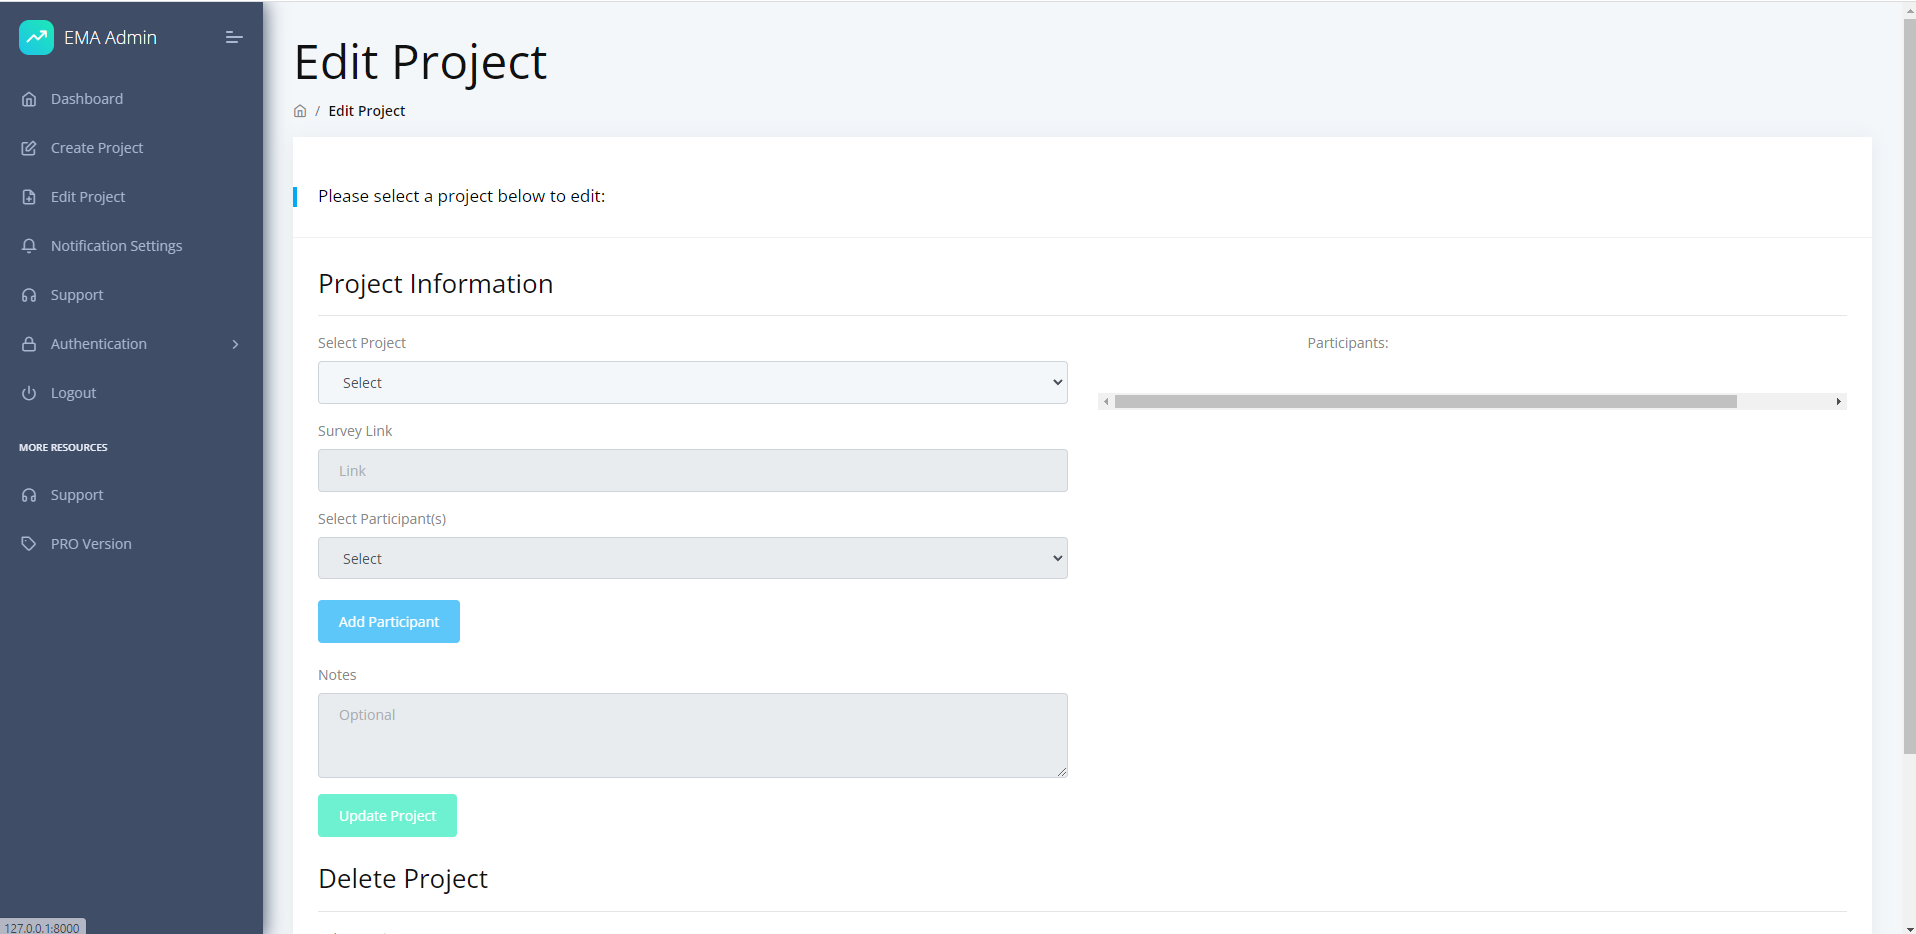 EMA Admin
Dashboard
Create Project
Edit Project
Notification Settings
Support
Authentication
Logout
MORE RESOURCES
Support
PRO Version
127.0.0.1:8000
Edit Project
/ Edit Project
Please select a project below to edit:
Project Information
Select Project
Select
Survey Link
Link
Select Participant(s)
Select
Add Participant
Notes
Optional
Update Project
Participants:
Delete Project